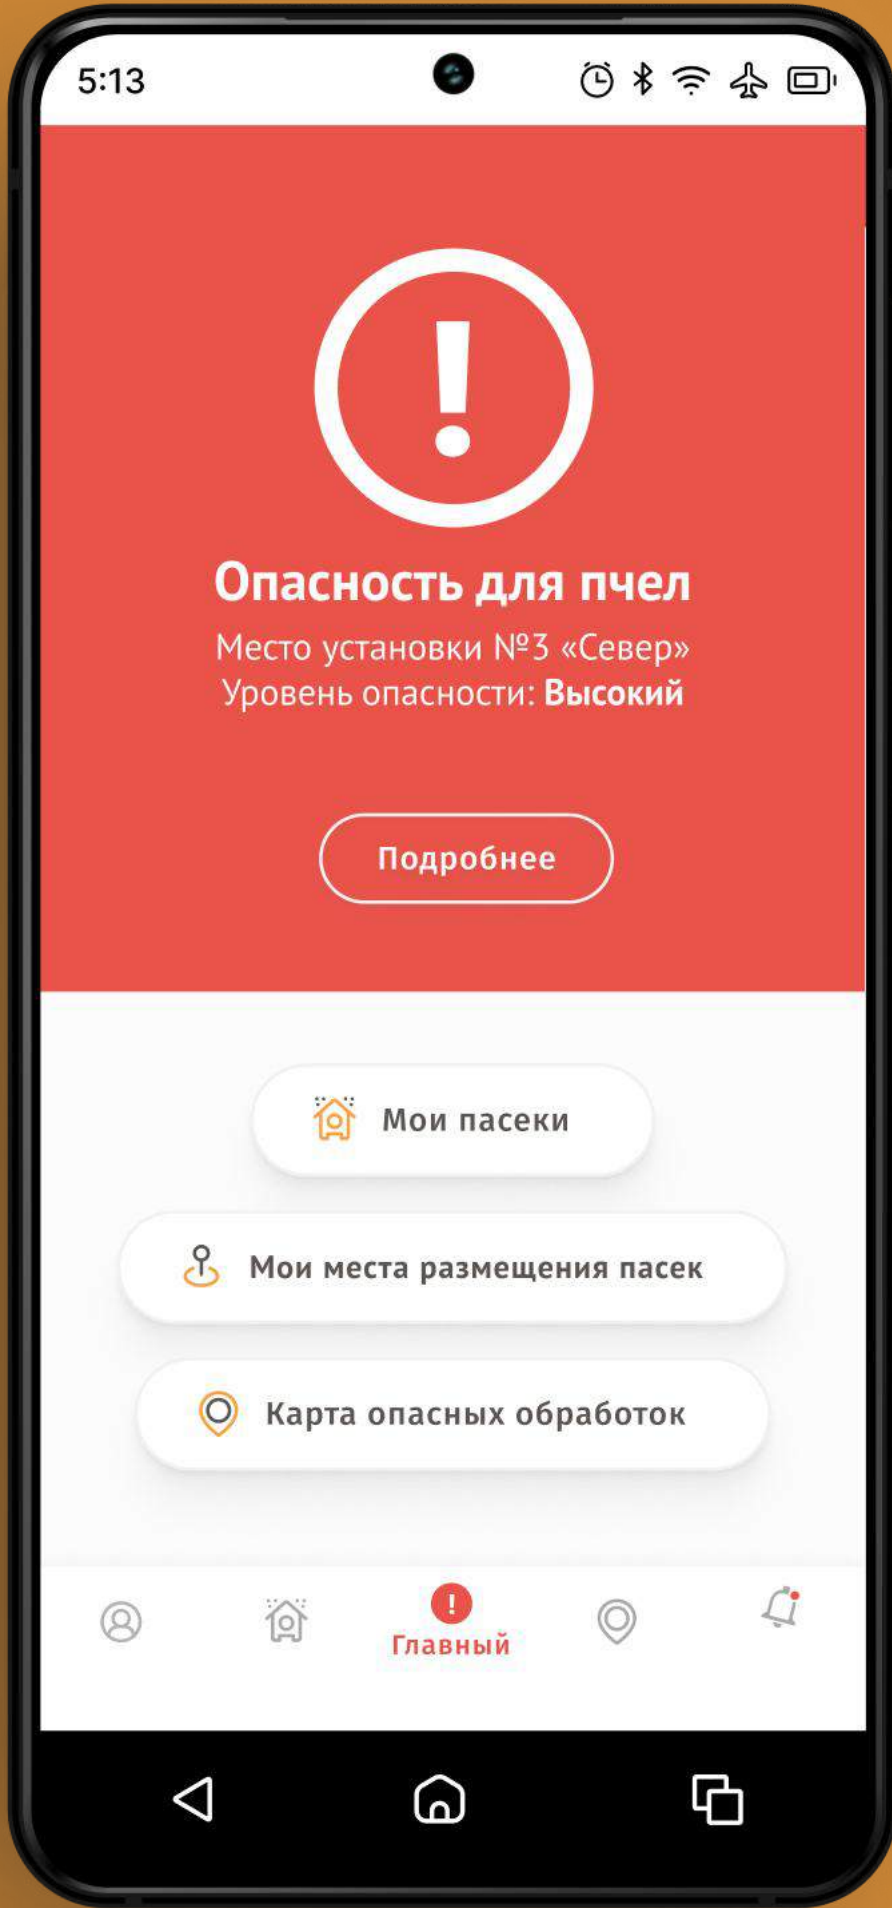 5:13
Опасность для пчел
Место установки №3 «Север»
Уровень опасности: Высокий
Подробнее
Мои пасеки
Мои места размещения пасек
Карта опасных обработок
Главный